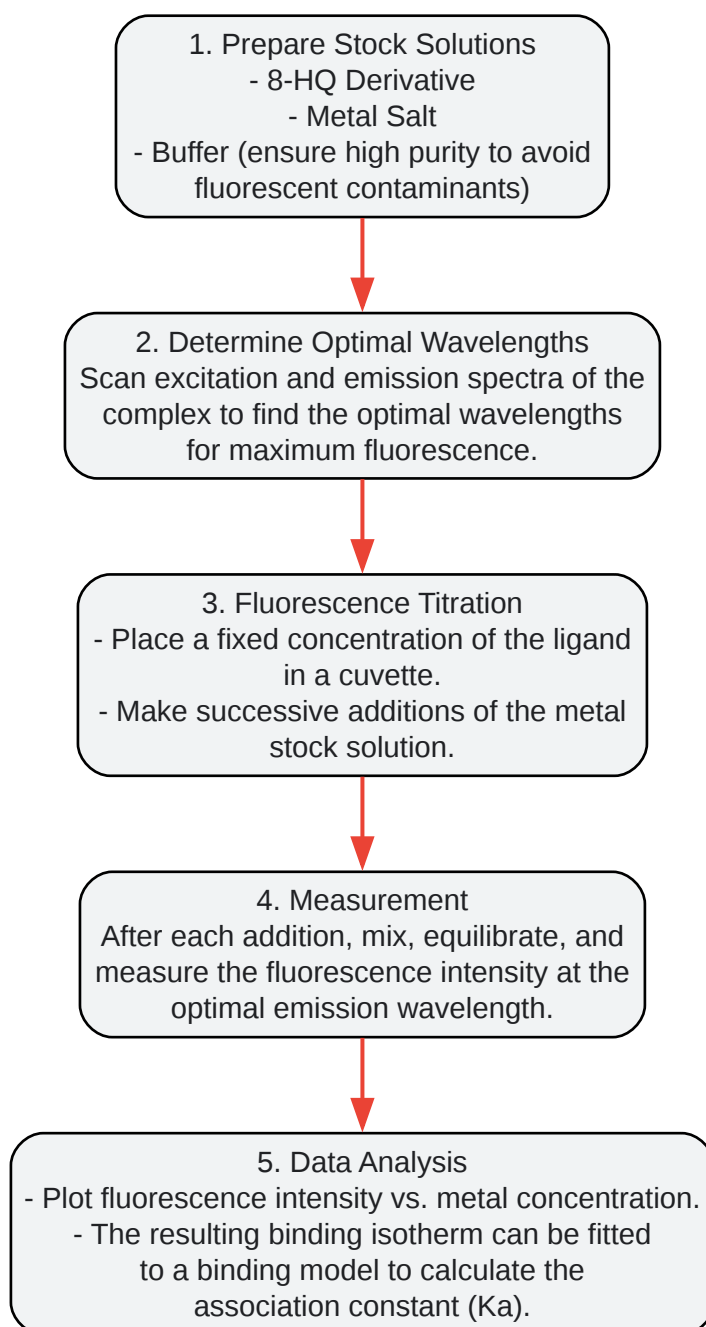 1. Prepare Stock Solutions
- 8-HQ Derivative
- Metal Salt
- Buffer (ensure high purity to avoid
fluorescent contaminants)
2. Determine Optimal Wavelengths
Scan excitation and emission spectra of the
complex to find the optimal wavelengths
for maximum fluorescence.
3. Fluorescence Titration
- Place a fixed concentration of the ligand
in a cuvette.
- Make successive additions of the metal
stock solution.
4. Measurement
After each addition, mix, equilibrate, and
measure the fluorescence intensity at the
optimal emission wavelength.
5. Data Analysis
- Plot fluorescence intensity vs. metal concentration.
- The resulting binding isotherm can be fitted
to a binding model to calculate the
association constant (Ka).